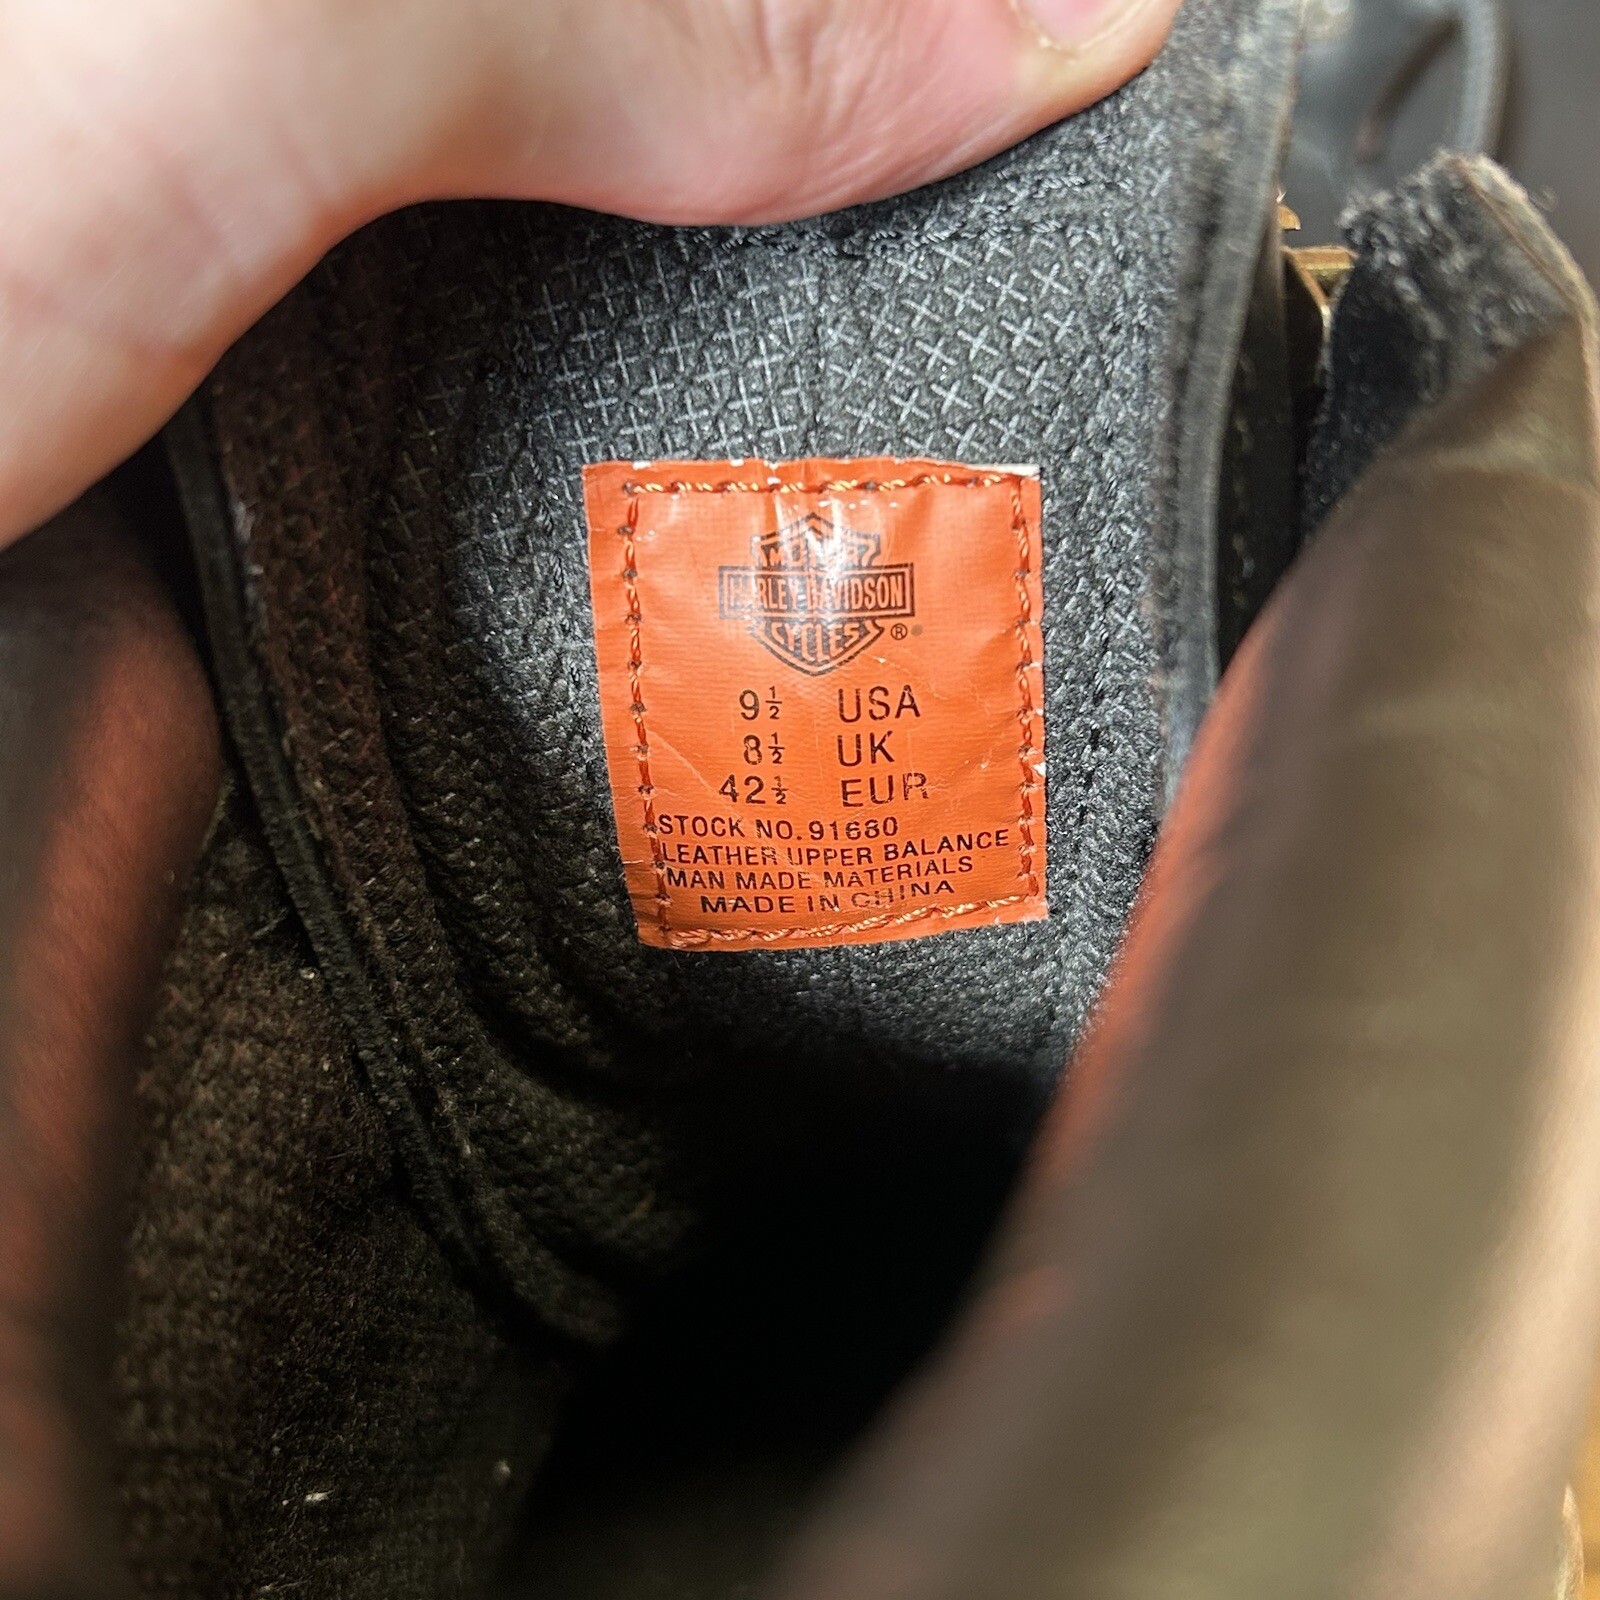 MOTOR
HARLEY-DAVIDSON
CYCLES ®
9½ USA
8½ UK
42½ EUR
STOCK NO. 91680
LEATHER UPPER BALANCE
MAN MADE MATERIALS
MADE IN CHINA